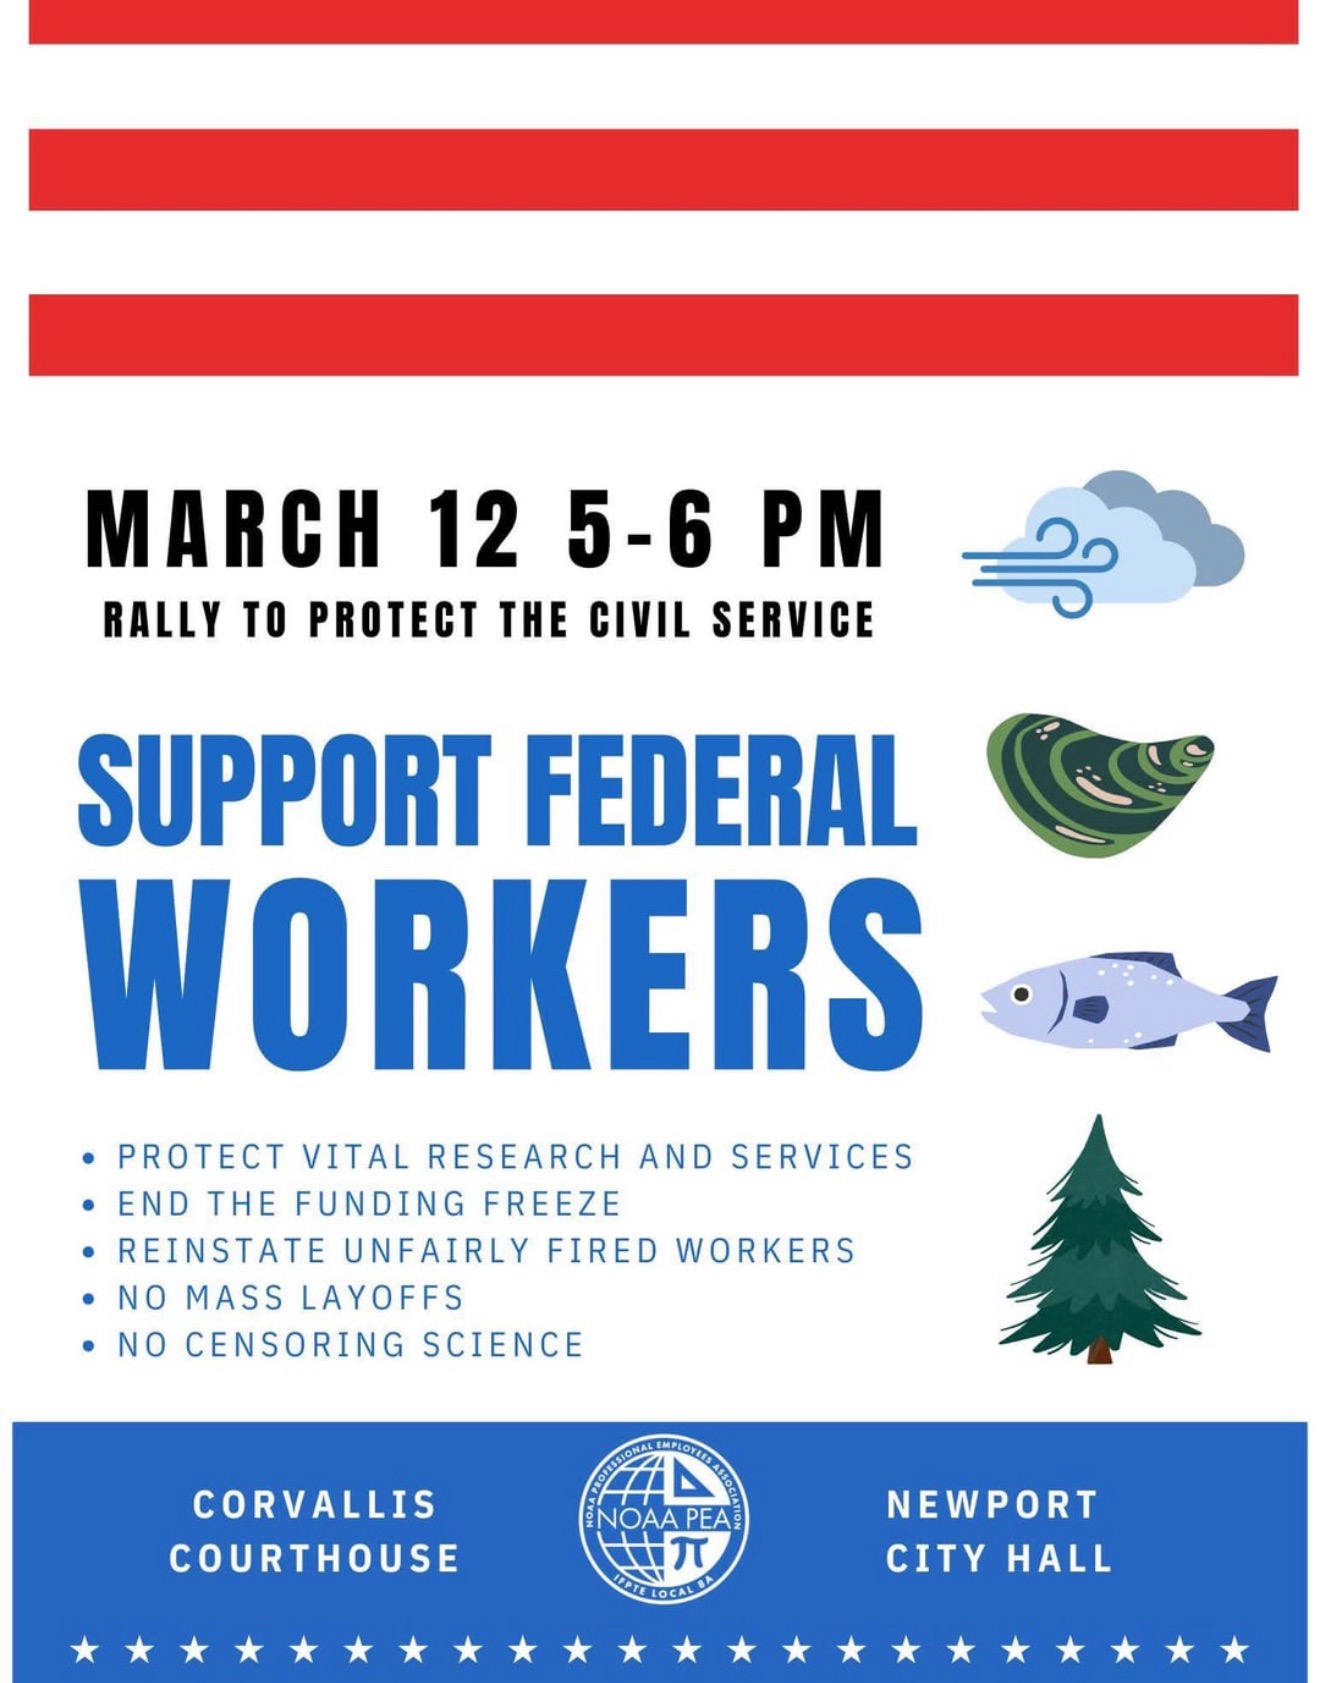 MARCH 12 5-6 PM
RALLY TO PROTECT THE CIVIL SERVICE
SUPPORT FEDERAL
WORKERS
• PROTECT VITAL RESEARCH AND SERVICES
• END THE FUNDING FREEZE
• REINSTATE UNFAIRLY FIRED WORKERS
• NO MASS LAYOFFS
• NO CENSORING SCIENCE
CORVALLIS
COURTHOUSE
NOAA PROFESSIONAL EMPLOYEES ASSOCIATION
NOAA PEA
π
IFPTE LOCAL 8A
NEWPORT
CITY HALL